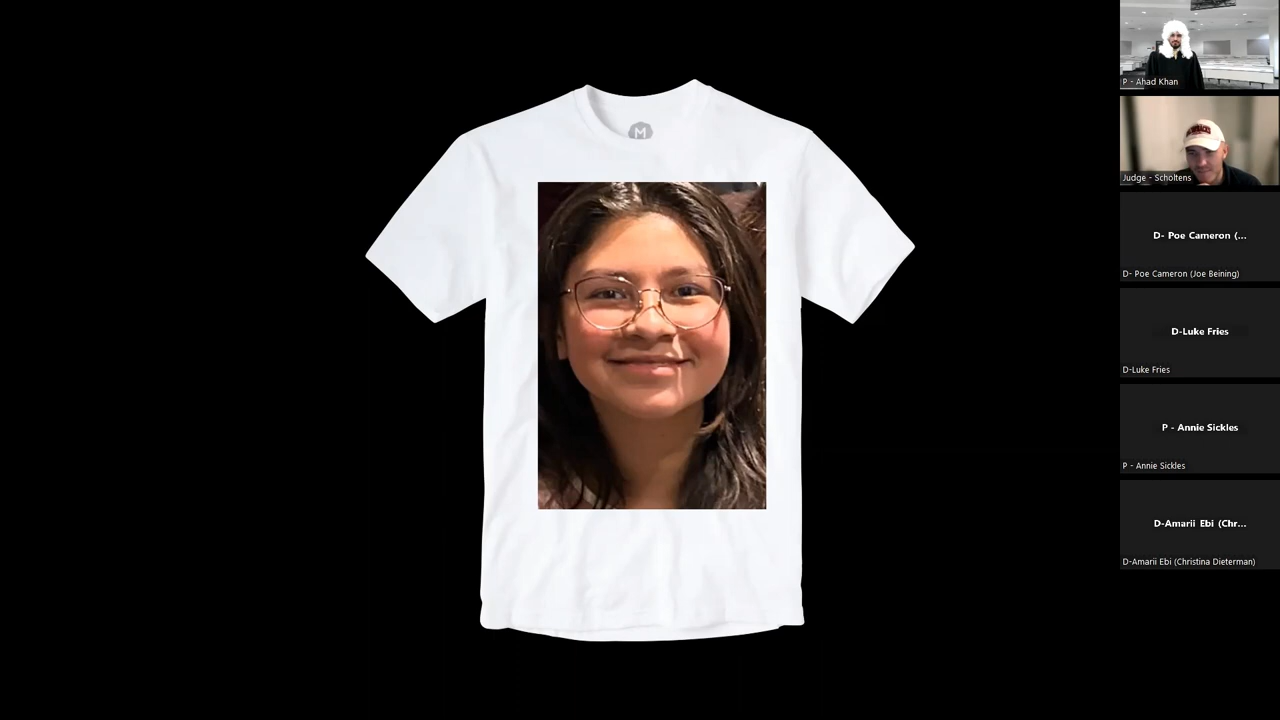 M
P - Ahad Khan
Judge - Scholtens
D- Poe Cameron (...
D- Poe Cameron (Joe Beining)
D-Luke Fries
D-Luke Fries
P - Annie Sickles
P - Annie Sickles
D-Amarii Ebi (Chr...
D-Amarii Ebi (Christina Dieterman)